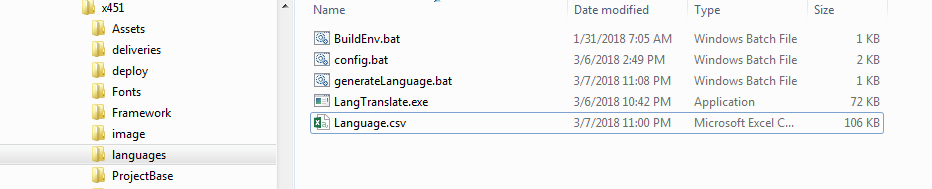 x451
Assets
deliveries
deploy
Fonts
Framework
image
languages
ProjectBase
Name Date modified Type Size
BuildEnv.bat 1/31/2018 7:05 AM Windows Batch File 1 KB
config.bat 3/6/2018 2:49 PM Windows Batch File 2 KB
generateLanguage.bat 3/7/2018 11:08 PM Windows Batch File 1 KB
LangTranslate.exe 3/6/2018 10:42 PM Application 72 KB
Language.csv 3/7/2018 11:00 PM Microsoft Excel C... 106 KB